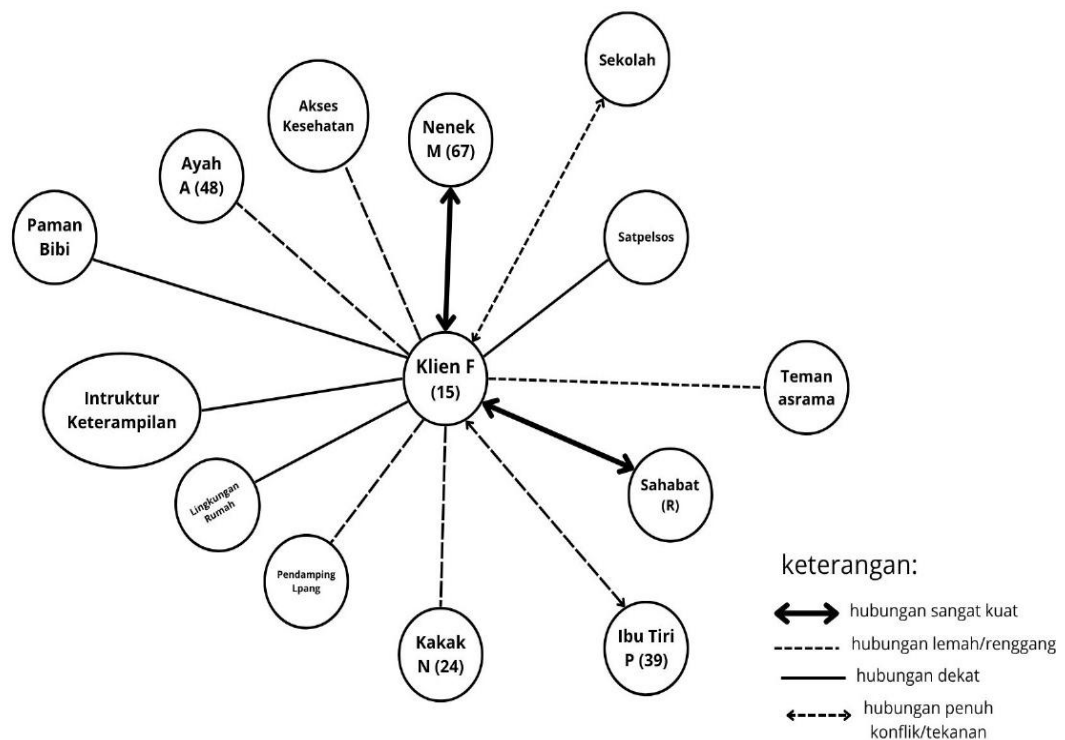 Sekolah
Akses
Kesehatan
Nenek
M (67)
Ayah
A (48)
Paman
Bibi
Satpelsos
Klien F
(15)
Teman
asrama
Intruktur
Keterampilan
Lingkungan
Rumah
Sahabat
(R)
Pendamping
Lpang
Kakak
N (24)
Ibu Tiri
P (39)
keterangan:
hubungan sangat kuat
hubungan lemah/renggang
hubungan dekat
hubungan penuh
konflik/tekanan